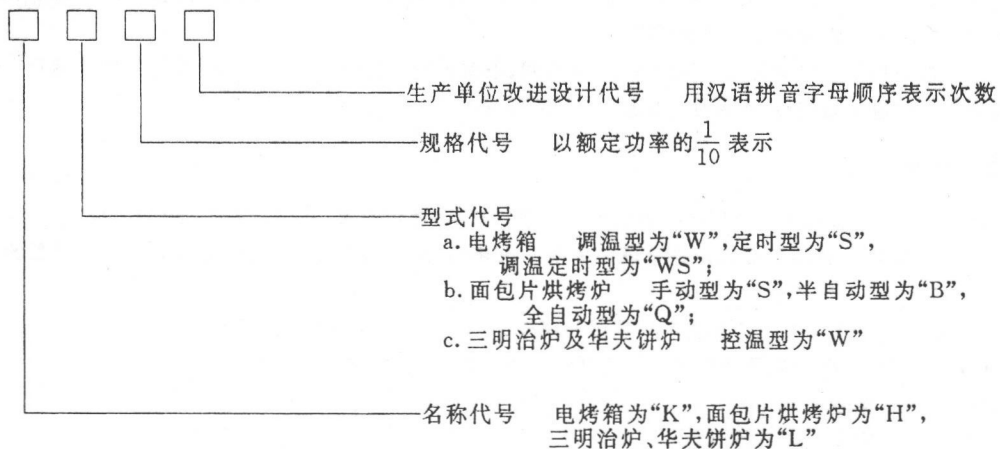 生产单位改进设计代号 用汉语拼音字母顺序表示次数
规格代号 以额定功率的1/10表示
型式代号
a.电烤箱 调温型为“W”,定时型为“S”,
调温定时型为“WS”;
b.面包片烘烤炉 手动型为“S”,半自动型为“B”,
全自动型为“Q”;
c.三明治炉及华夫饼炉 控温型为“W”
名称代号 电烤箱为“K”,面包片烘烤炉为“H”,
三明治炉、华夫饼炉为“L”